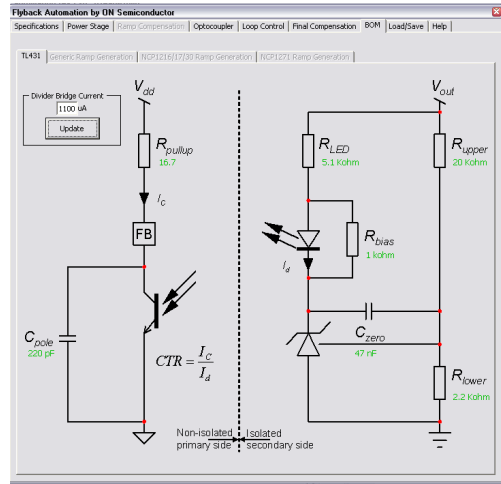 Flyback Automation by ON Semiconductor
Specifications Power Stage Ramp Compensation Optocoupler Loop Control Final Compensation BOM Load/Save Help
TL431 Generic Ramp Generation NCP1216/17/30 Ramp Generation NCP1271 Ramp Generation
Divider Bridge Current
1100 uA
Update
Vdd
Vout
Rpullup
16.7
RLED
5.1 Kohm
Rupper
20 Kohm
IC
FB
Rbias
1 kohm
Id
Cpole
220 pF
CTR = IC
Id
Czero
47 nF
Rlower
2.2 Kohm
Non-isolated Isolated
primary side secondary side